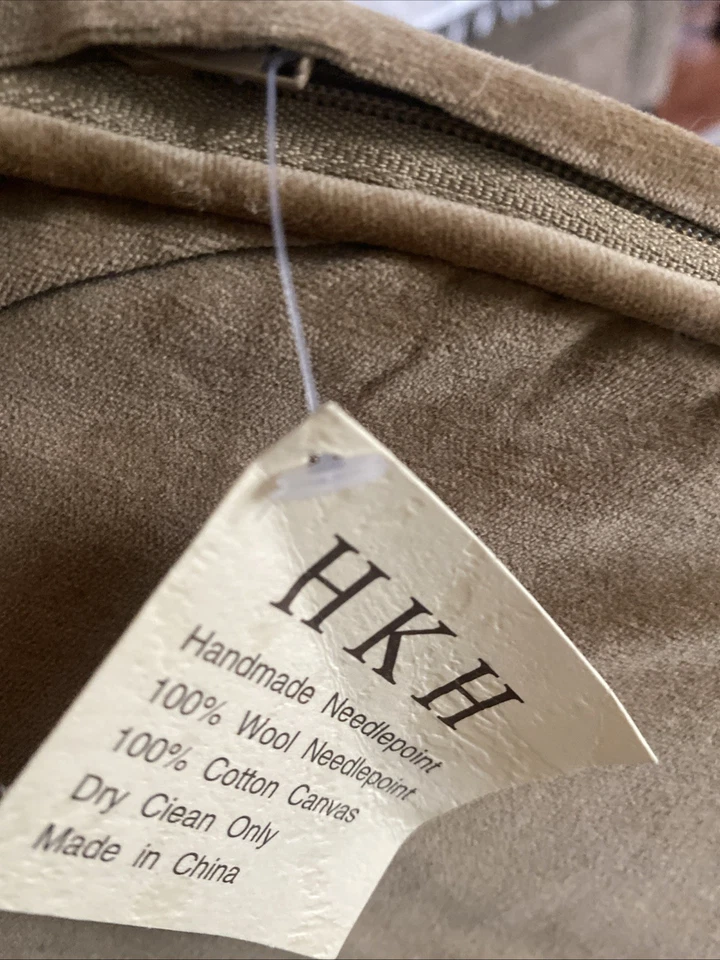 HKH
Handmade Needlepoint
100% Wool Needlepoint
100% Cotton Canvas
Dry Clean Only
Made in China